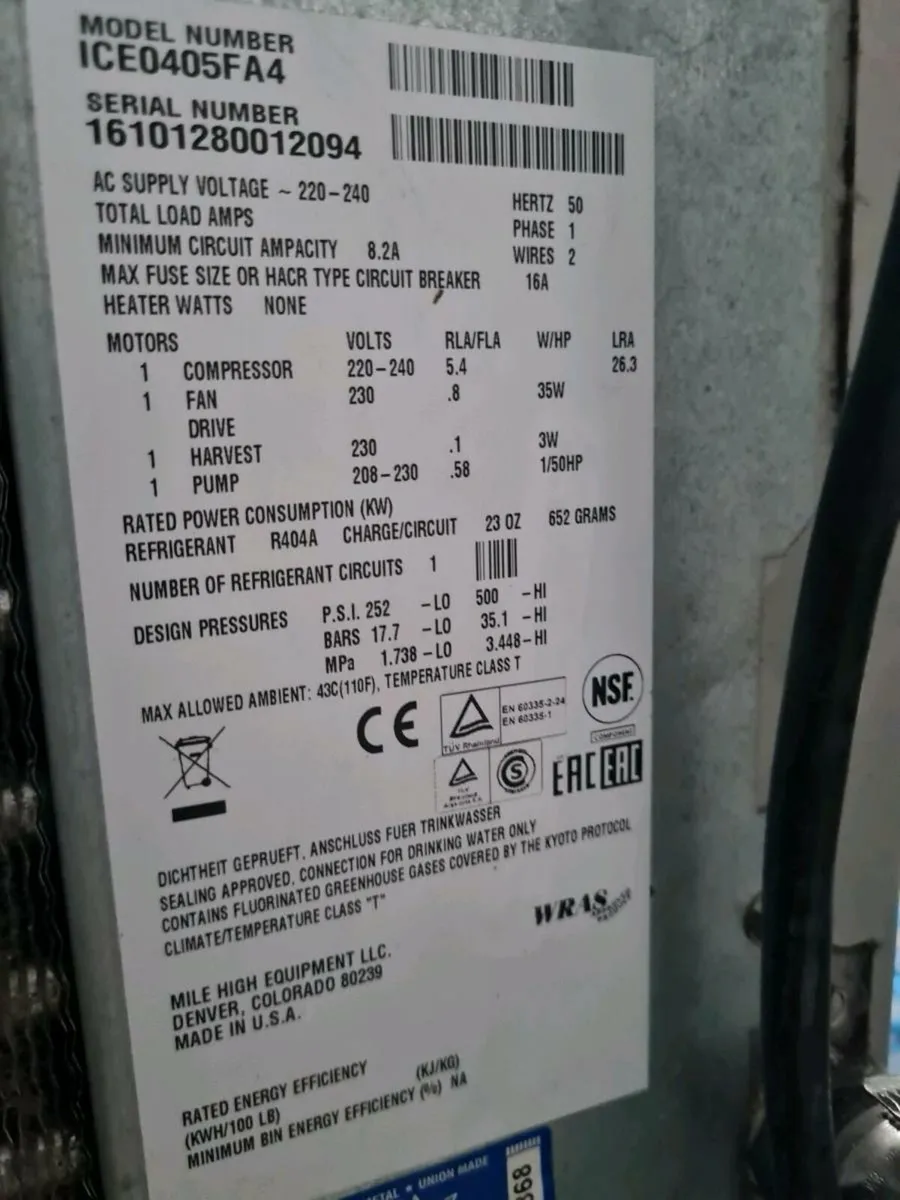 MODEL NUMBER
ICE0405FA4
SERIAL NUMBER
16101280012094
AC SUPPLY VOLTAGE ~ 220-240 HERTZ 50
TOTAL LOAD AMPS PHASE 1
MINIMUM CIRCUIT AMPACITY 8.2A WIRES 2
MAX FUSE SIZE OR HACR TYPE CIRCUIT BREAKER 16A
HEATER WATTS NONE
MOTORS VOLTS RLA/FLA W/HP LRA
1 COMPRESSOR 220-240 5.4 26.3
1 FAN 230 .8 35W
DRIVE
1 HARVEST 230 .1 3W
1 PUMP 208-230 .58 1/50HP
RATED POWER CONSUMPTION (KW)
REFRIGERANT R404A CHARGE/CIRCUIT 23 OZ 652 GRAMS
NUMBER OF REFRIGERANT CIRCUITS 1
DESIGN PRESSURES P.S.I. 252 -LO 500 -HI
BARS 17.7 -LO 35.1 -HI
MPa 1.738 -LO 3.448-HI
MAX ALLOWED AMBIENT: 43C(110F), TEMPERATURE CLASS T
CE
TÜV Rheinland
EN 60335-2-24
EN 60335-1
NSF.
COMPONENT
S
EAC EAC
DICHTHEIT GEPRUEFT, ANSCHLUSS FUER TRINKWASSER
SEALING APPROVED, CONNECTION FOR DRINKING WATER ONLY
CONTAINS FLUORINATED GREENHOUSE GASES COVERED BY THE KYOTO PROTOCOL
CLIMATE/TEMPERATURE CLASS "T"
WRAS
MILE HIGH EQUIPMENT LLC.
DENVER, COLORADO 80239
MADE IN U.S.A.
RATED ENERGY EFFICIENCY (KJ/KG)
(KWH/100 LB)
MINIMUM BIN ENERGY EFFICIENCY (%) NA
UNION MADE
868